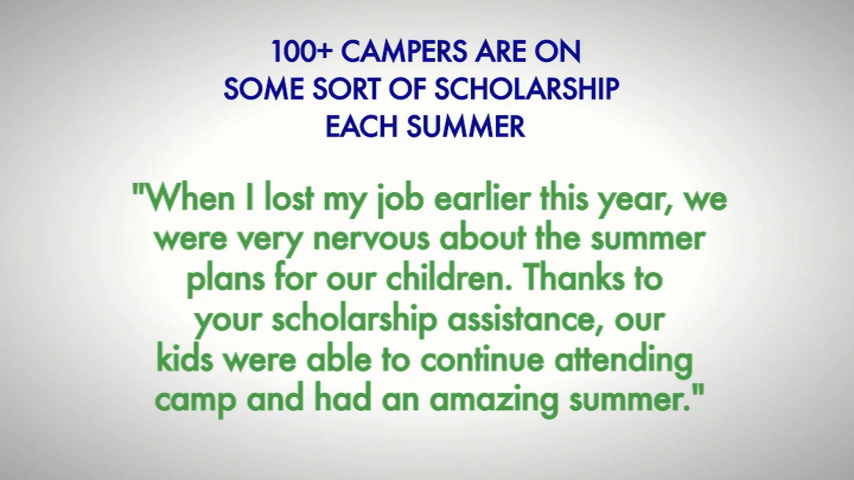 100+ CAMPERS ARE ON
SOME SORT OF SCHOLARSHIP
EACH SUMMER
"When I lost my job earlier this year, we
were very nervous about the summer
plans for our children. Thanks to
your scholarship assistance, our
kids were able to continue attending
camp and had an amazing summer."